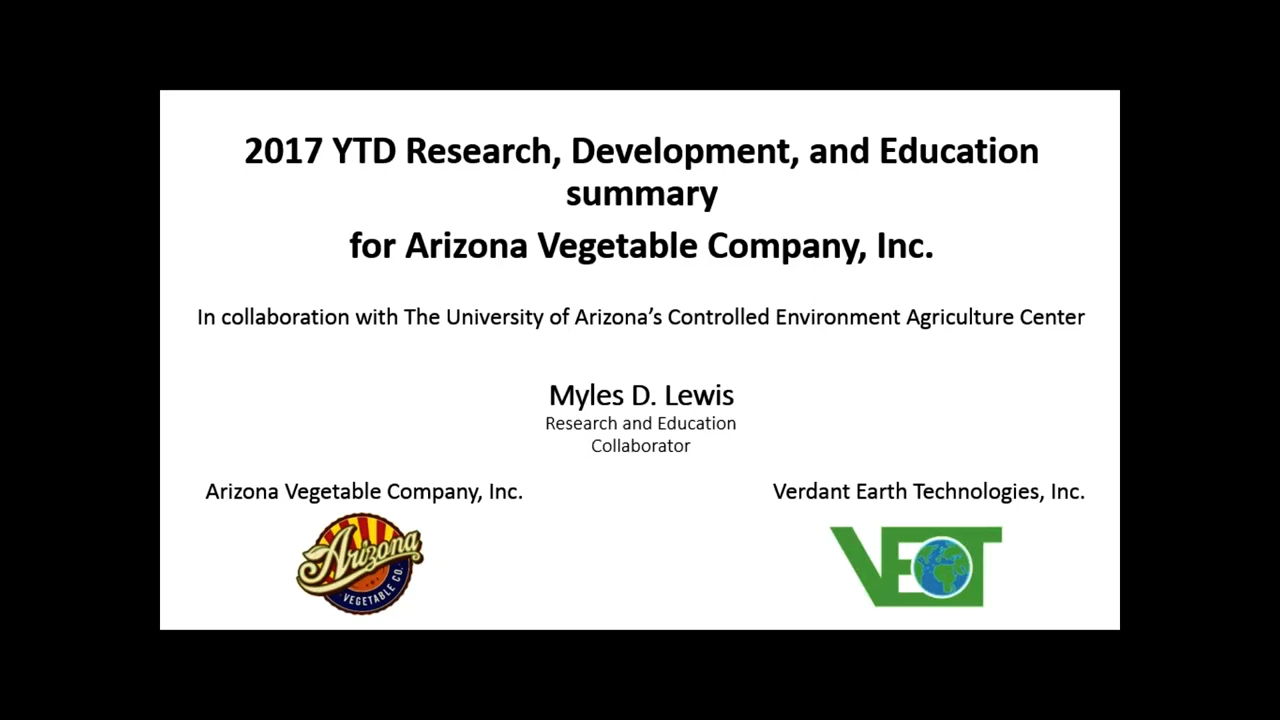 2017 YTD Research, Development, and Education
summary
for Arizona Vegetable Company, Inc.
In collaboration with The University of Arizona’s Controlled Environment Agriculture Center
Myles D. Lewis
Research and Education
Collaborator
Arizona Vegetable Company, Inc.
Verdant Earth Technologies, Inc.
Arizona
VEGETABLE CO.
VET